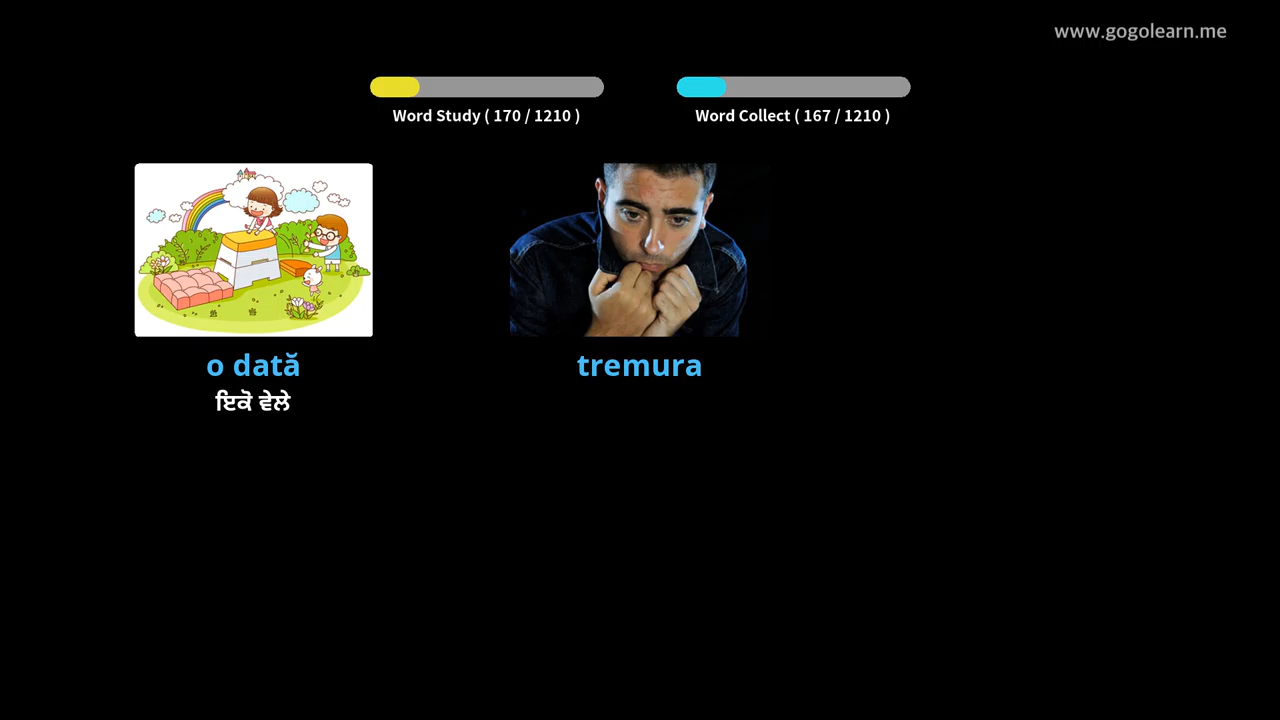 www.gogolearn.me
Word Study ( 170 / 1210 )
Word Collect ( 167 / 1210 )
o dată
ਇਕੋ ਵੇਲੇ
tremura